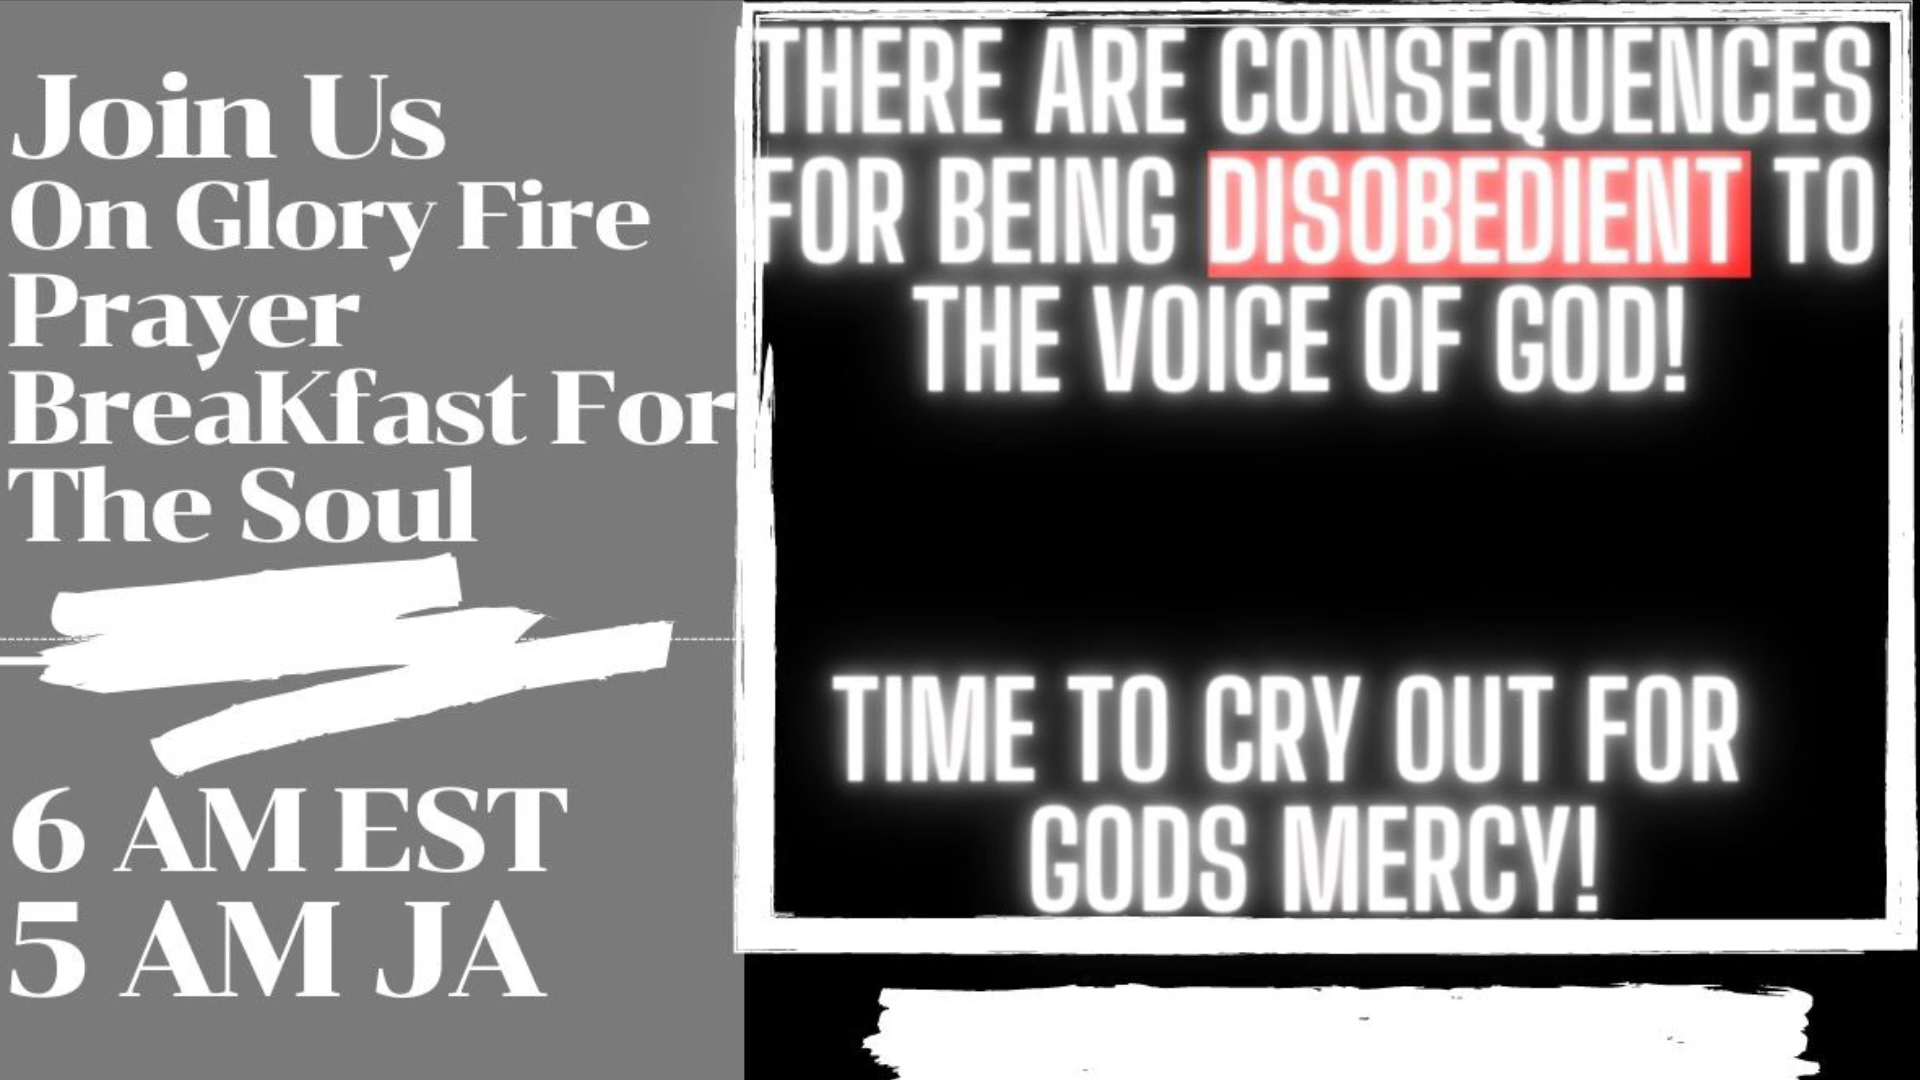 Join Us
On Glory Fire
Prayer
BreaKfast For
The Soul
6 AM EST
5 AM JA
THERE ARE CONSEQUENCES
FOR BEING DISOBEDIENT TO
THE VOICE OF GOD!
TIME TO CRY OUT FOR
GODS MERCY!